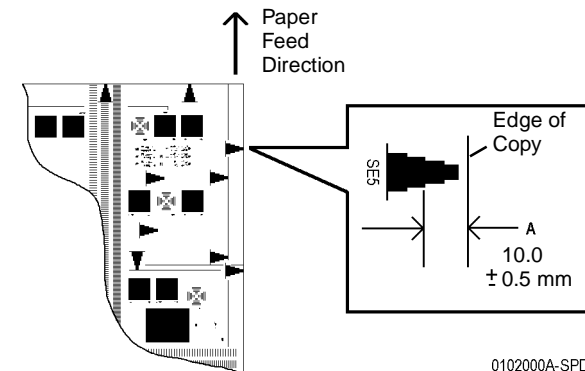 Paper
Feed
Direction
Edge of
Copy
SE5
A
10.0
± 0.5 mm
0102000A-SPD